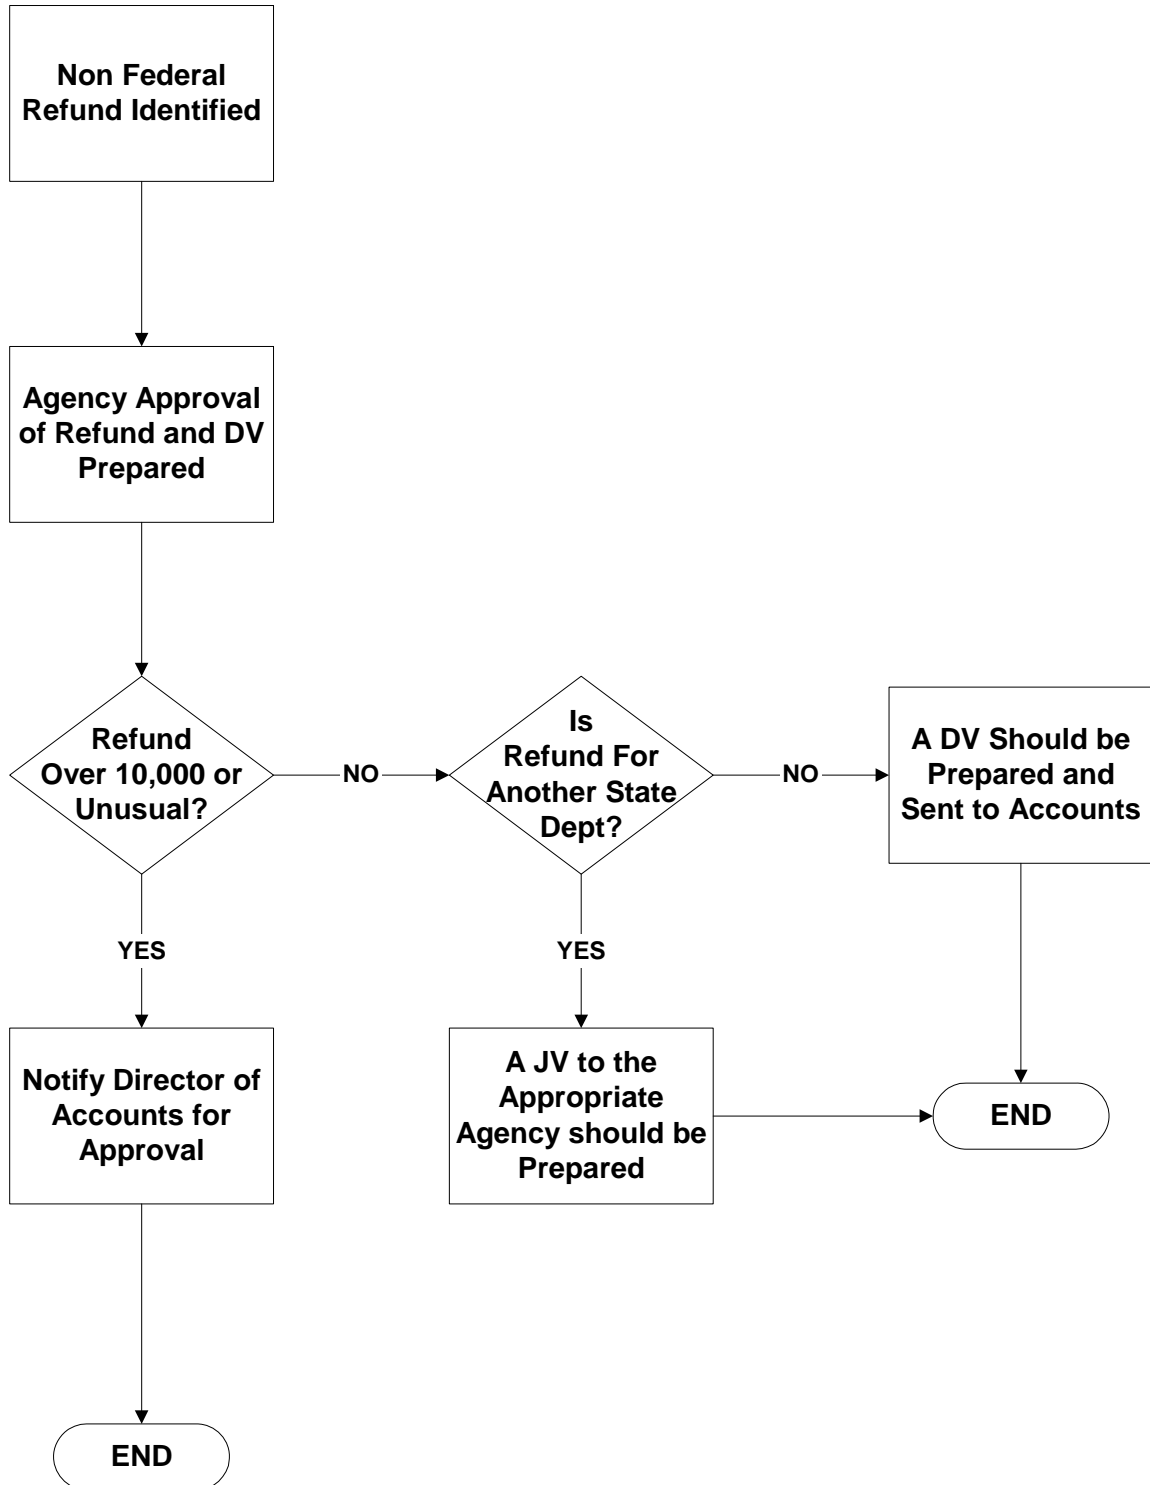 Non Federal
Refund Identified
Agency Approval
of Refund and DV
Prepared
Refund
Over 10,000 or
Unusual?
NO
Is
Refund For
Another State
Dept?
NO
A DV Should be
Prepared and
Sent to Accounts
YES
YES
Notify Director of
Accounts for
Approval
A JV to the
Appropriate
Agency should be
Prepared
END
END